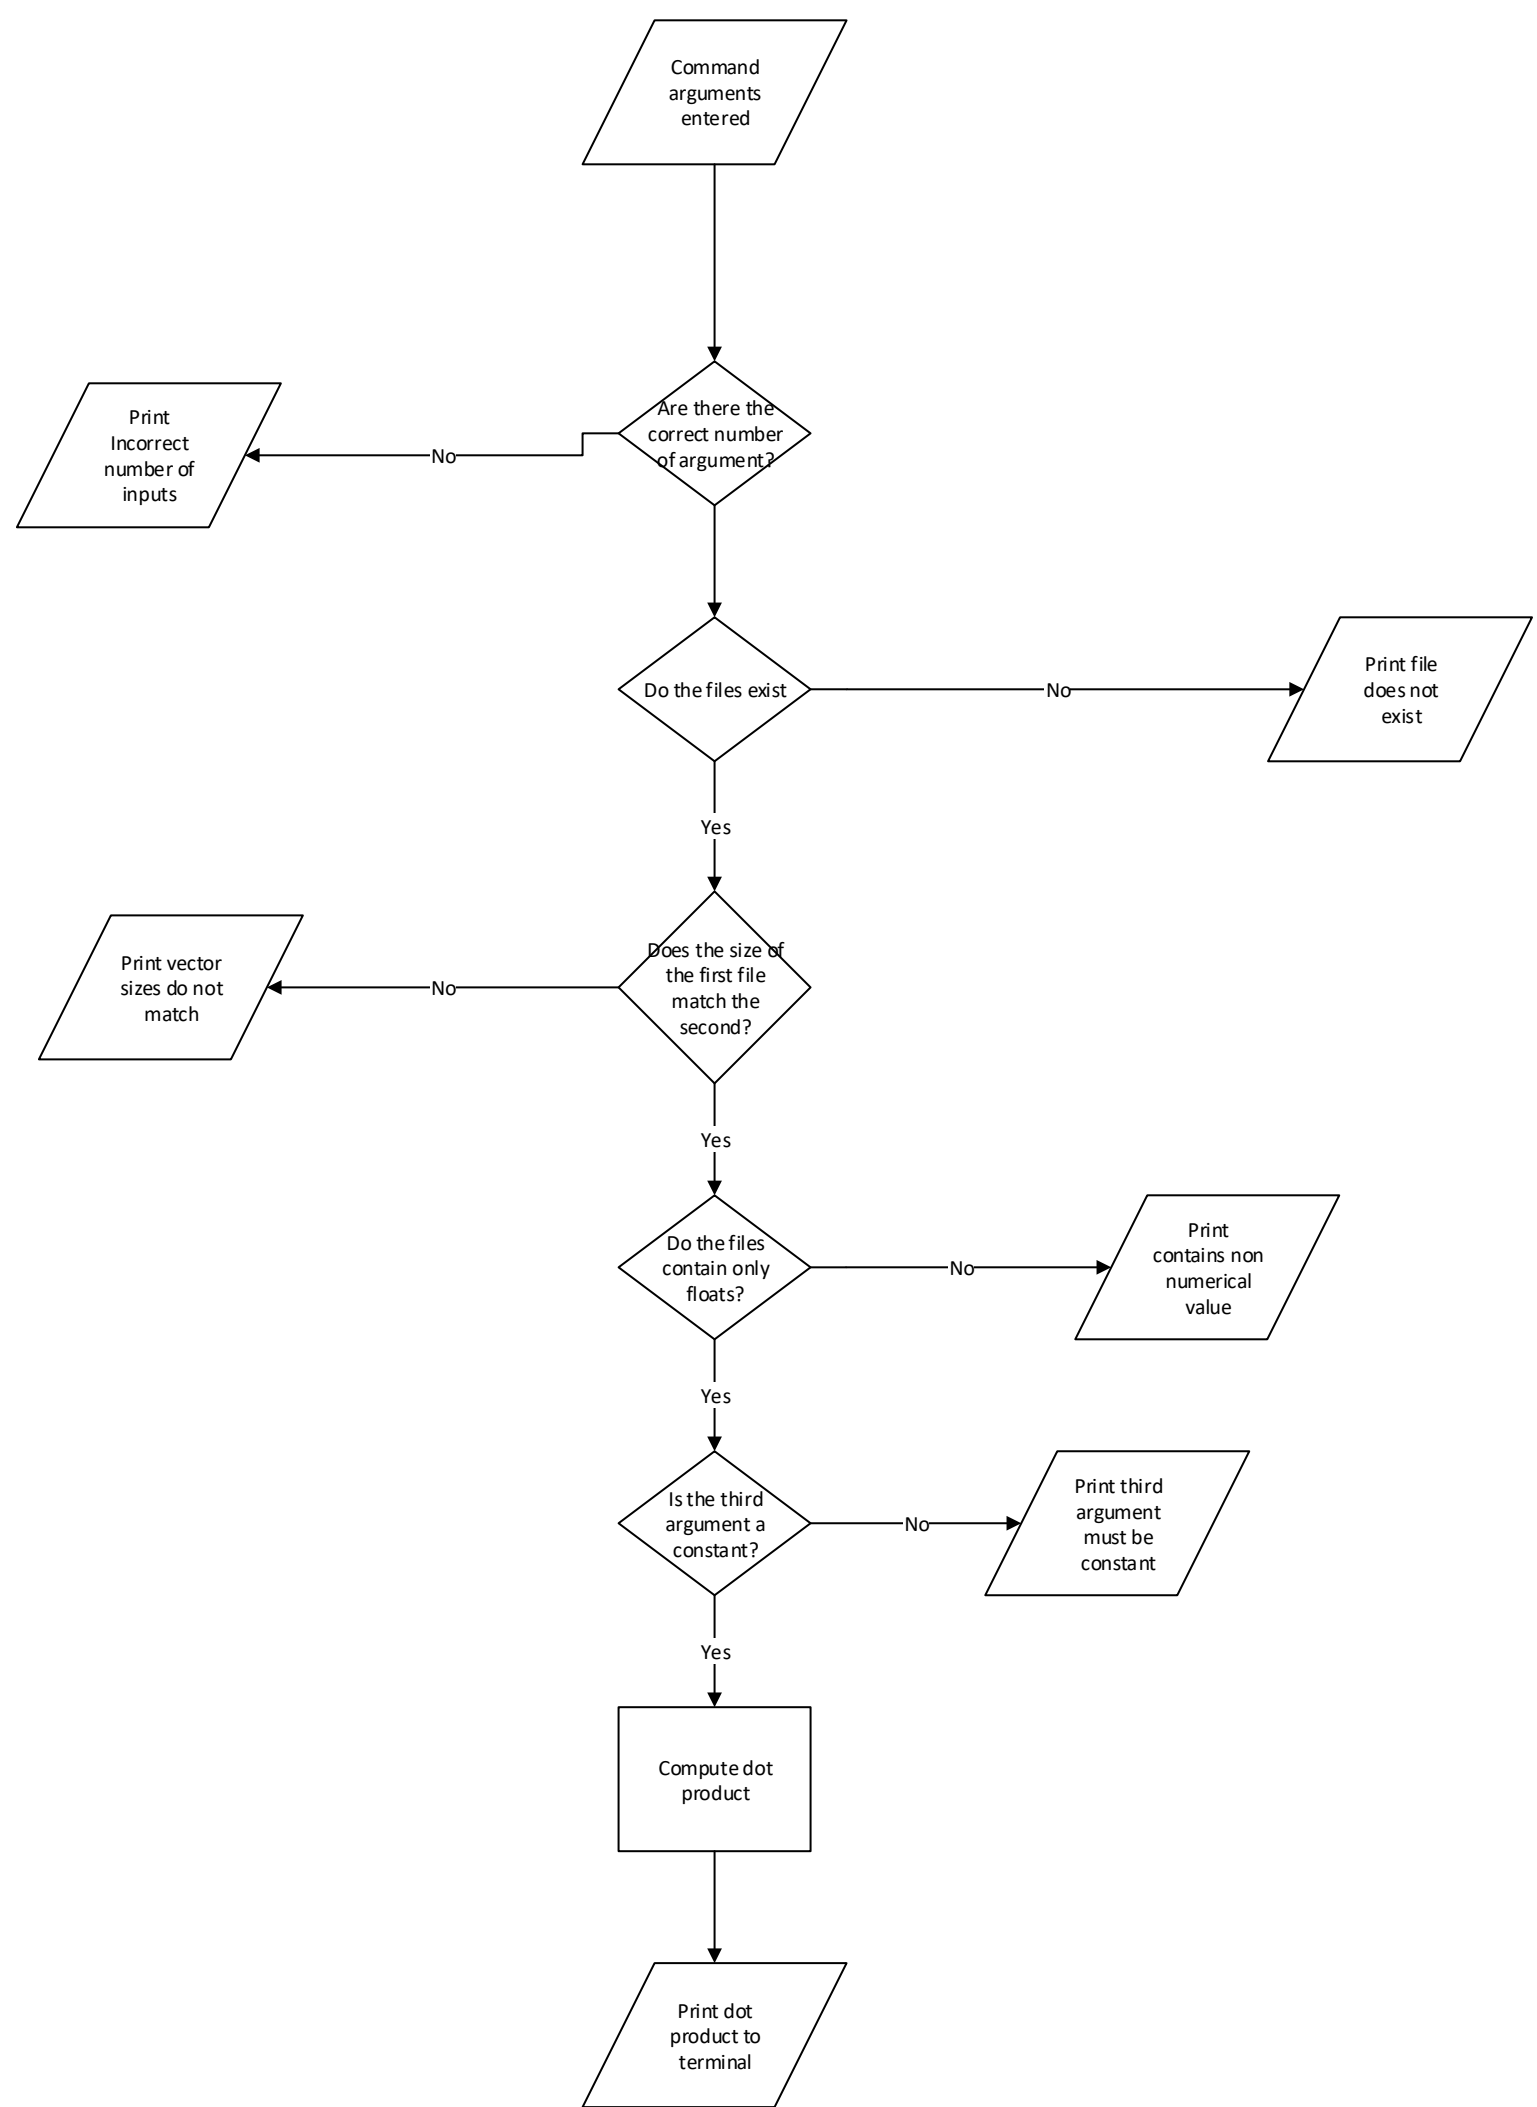 Command
arguments
entered
Are there the
correct number
of argument?
No
Print
Incorrect
number of
inputs
Do the files exist
No
Print file
does not
exist
Yes
Does the size of
the first file
match the
second?
No
Print vector
sizes do not
match
Yes
Do the files
contain only
floats?
No
Print
contains non
numerical
value
Yes
Is the third
argument a
constant?
No
Print third
argument
must be
constant
Yes
Compute dot
product
Print dot
product to
terminal